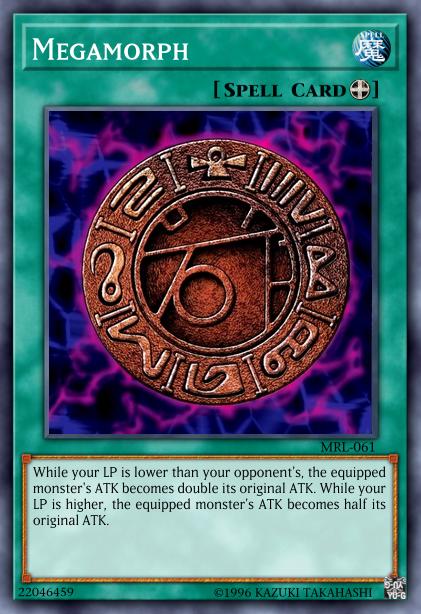 MEGAMORPH
SPELL
魔
[SPELL CARD]
MRL-061
While your LP is lower than your opponent's, the equipped
monster's ATK becomes double its original ATK. While your
LP is higher, the equipped monster's ATK becomes half its
original ATK.
22046459
©1996 KAZUKI TAKAHASHI